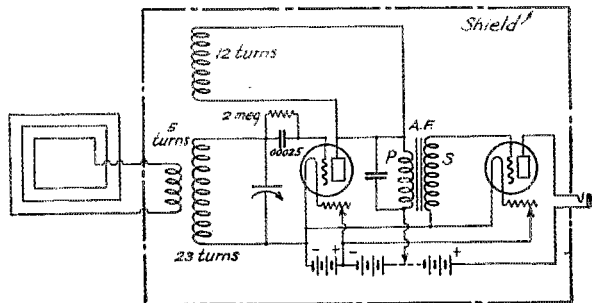 Shield
12 turns
2 meg
5
turns
.00025
A.F.
P
S
23 turns
- + - +